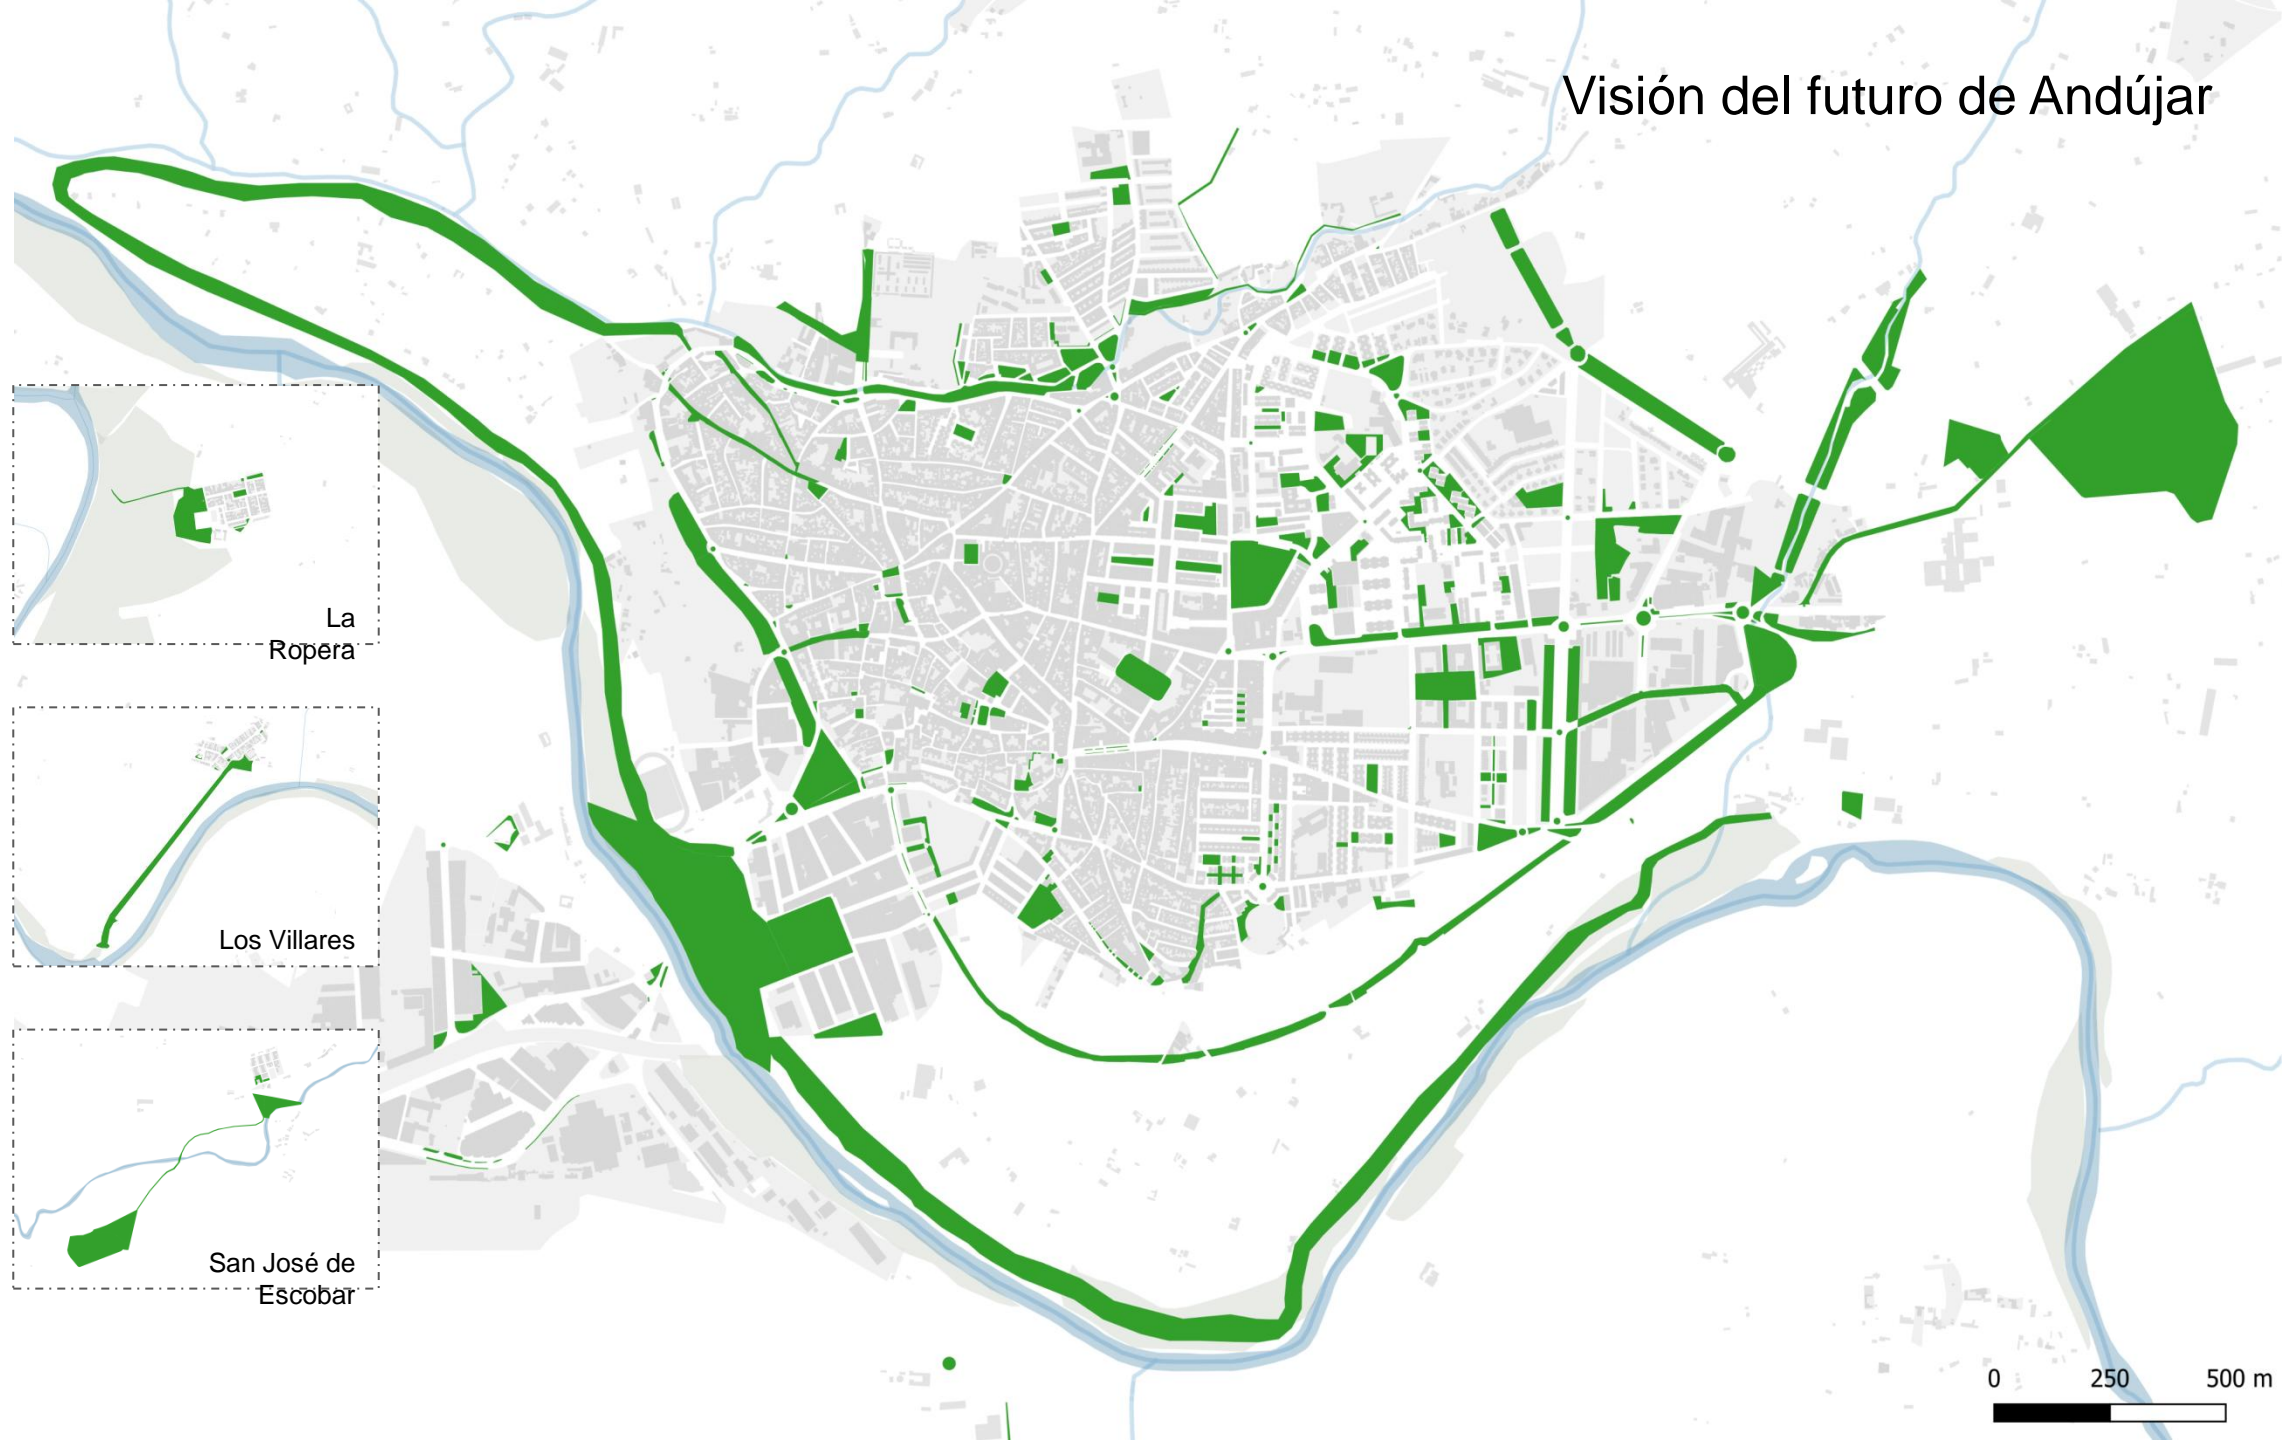 Visión del futuro de Andújar
La
Ropera
Los Villares
San José de
Escobar
0 250 500 m